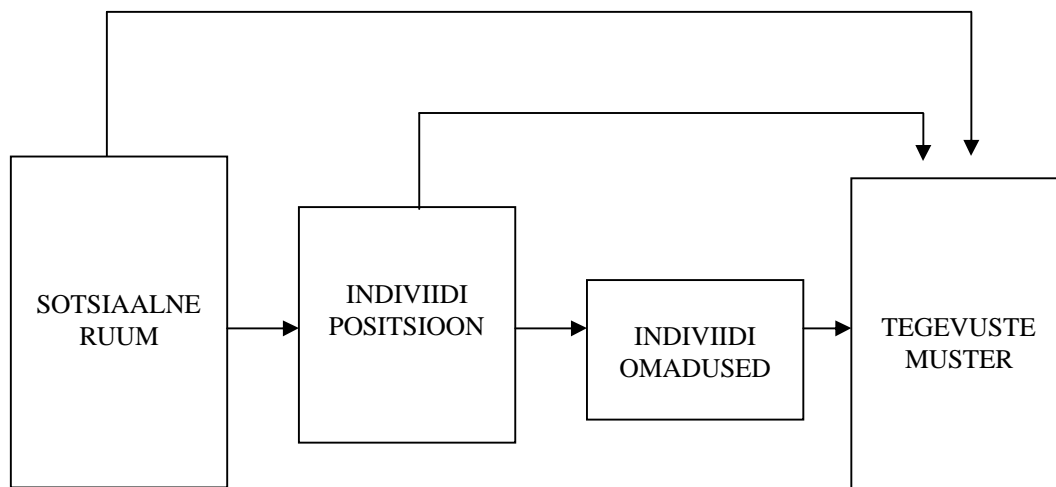 SOTSIAALNE
RUUM
INDIVIIDI
POSITSIOON
INDIVIIDI
OMADUSED
TEGEVUSTE
MUSTER